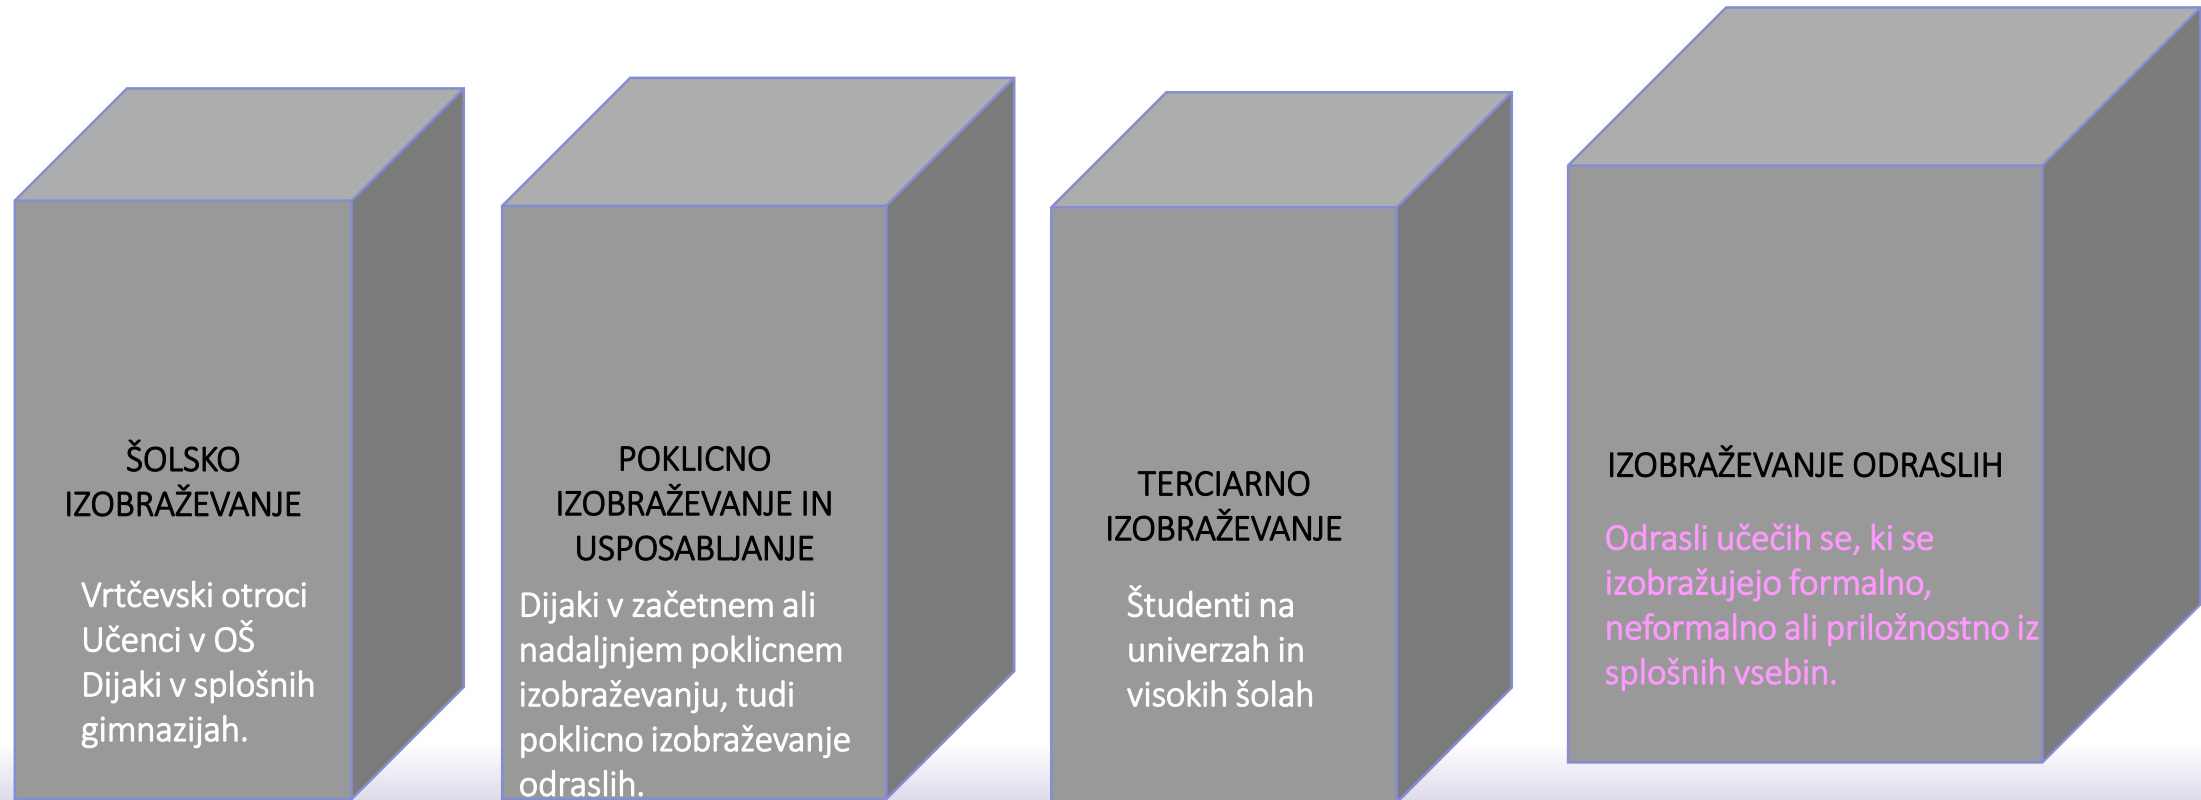 ŠOLSKO
IZOBRAŽEVANJE
Vrtčevski otroci
Učenci v OŠ
Dijaki v splošnih
gimnazijah.
POKLICNO
IZOBRAŽEVANJE IN
USPOSABLJANJE
Dijaki v začetnem ali
nadaljnjem poklicnem
izobraževanju, tudi
poklicno izobraževanje
odraslih.
TERCIARNO
IZOBRAŽEVANJE
Študenti na
univerzah in
visokih šolah
IZOBRAŽEVANJE ODRASLIH
Odrasli učečih se, ki se
izobražujejo formalno,
neformalno ali priložnostno iz
splošnih vsebin.